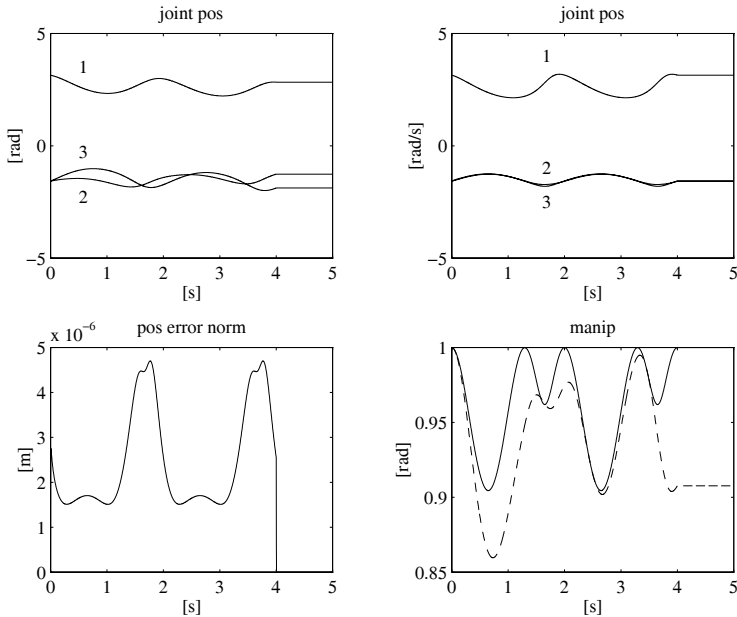 joint pos
5
0
−5
[rad]
1
3
2
0 1 2 3 4 5
[s]
joint pos
5
0
−5
[rad/s]
1
2
3
0 1 2 3 4 5
[s]
x 10⁻⁶
pos error norm
5
4
3
2
1
0
[m]
0 1 2 3 4 5
[s]
manip
1
0.95
0.9
0.85
[rad]
0 1 2 3 4 5
[s]